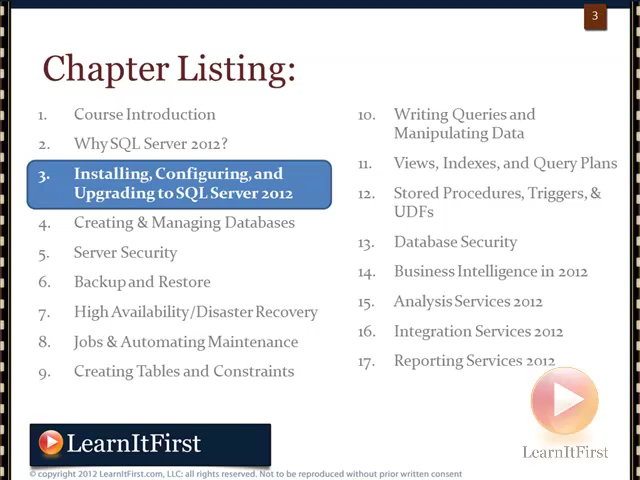 3
Chapter Listing:
1. Course Introduction
2. Why SQL Server 2012?
3. Installing, Configuring, and
Upgrading to SQL Server 2012
4. Creating & Managing Databases
5. Server Security
6. Backup and Restore
7. High Availability/Disaster Recovery
8. Jobs & Automating Maintenance
9. Creating Tables and Constraints
10. Writing Queries and
Manipulating Data
11. Views, Indexes, and Query Plans
12. Stored Procedures, Triggers, &
UDFs
13. Database Security
14. Business Intelligence in 2012
15. Analysis Services 2012
16. Integration Services 2012
17. Reporting Services 2012
LearnItFirst
LearnItFirst
© copyright 2012 LearnItFirst.com, LLC: all rights reserved. Not to be reproduced without prior written consent